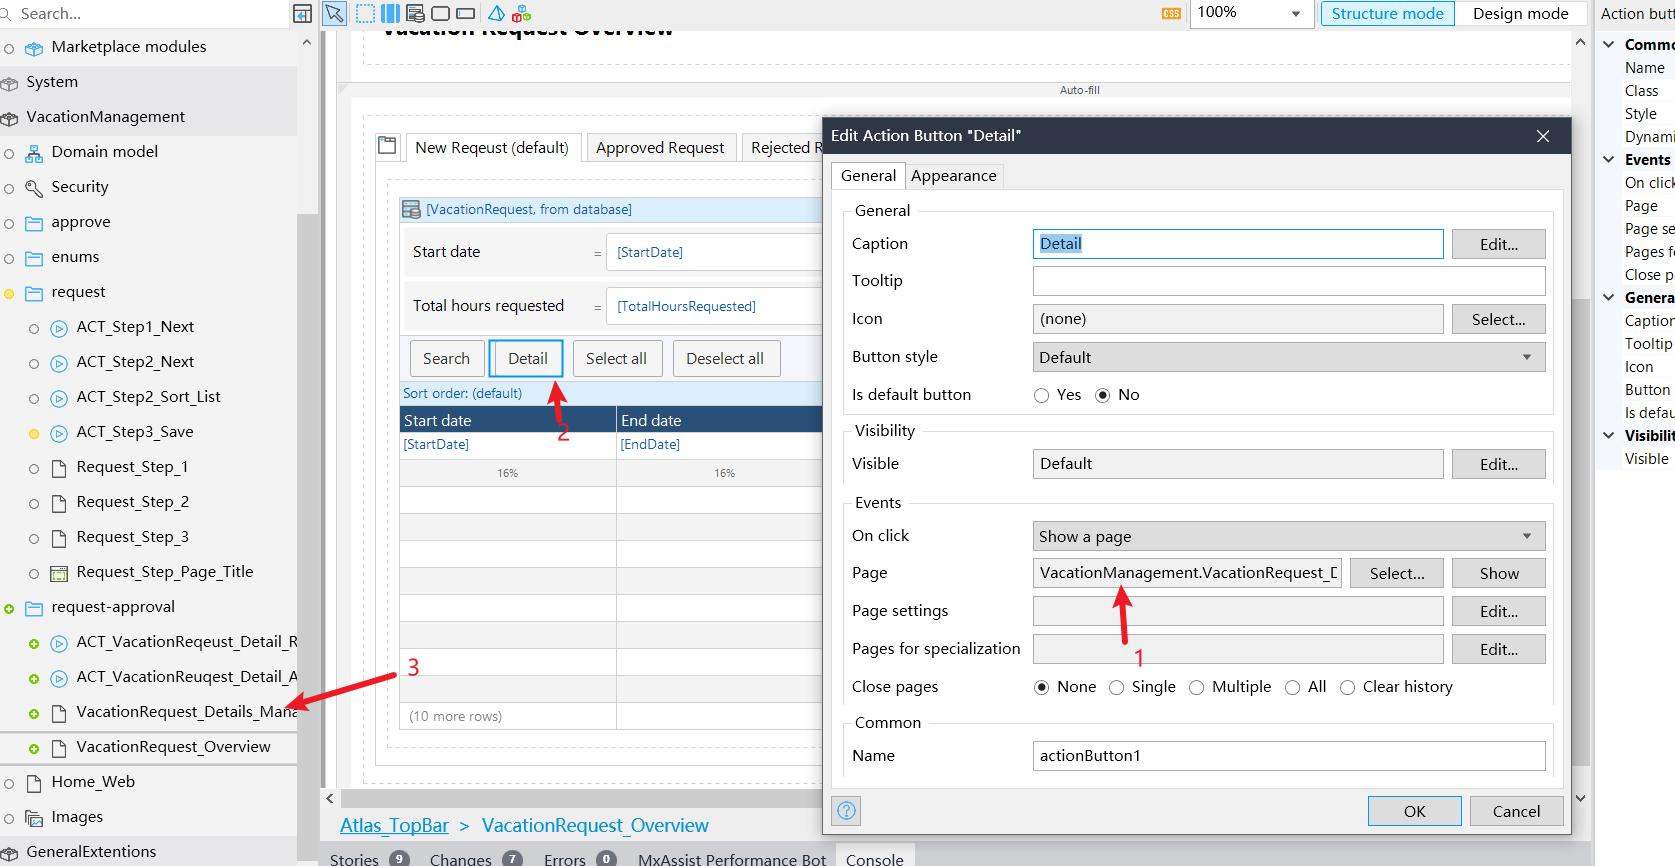 Search...
CSS
100%
Structure mode
Design mode
Action butt
Marketplace modules
System
VacationManagement
Domain model
Security
approve
enums
request
ACT_Step1_Next
ACT_Step2_Next
ACT_Step2_Sort_List
ACT_Step3_Save
Request_Step_1
Request_Step_2
Request_Step_3
Request_Step_Page_Title
request-approval
ACT_VacationReqeust_Detail_R
ACT_VacationReuqest_Detail_A
VacationRequest_Details_Mana
VacationRequest_Overview
Home_Web
Images
GeneralExtentions
Vacation Request Overview
Auto-fill
New Reqeust (default)
Approved Request
Rejected R
[VacationRequest, from database]
Start date
=
[StartDate]
Total hours requested
=
[TotalHoursRequested]
Search
Detail
Select all
Deselect all
Sort order: (default)
Start date
End date
[StartDate]
[EndDate]
16%
16%
(10 more rows)
2
3
Atlas_TopBar > VacationRequest_Overview
Stories 9
Changes 7
Errors 0
MxAssist Performance Bot
Console
Edit Action Button "Detail"
General
Appearance
General
Caption
Detail
Edit...
Tooltip
Icon
(none)
Select...
Button style
Default
Is default button
Yes
No
Visibility
Visible
Default
Edit...
Events
On click
Show a page
Page
VacationManagement.VacationRequest_D
Select...
Show
Page settings
Edit...
1
Pages for specialization
Edit...
Close pages
None
Single
Multiple
All
Clear history
Common
Name
actionButton1
?
OK
Cancel
Commo
Name
Class
Style
Dynami
Events
On click
Page
Page se
Pages fo
Close p
Genera
Caption
Tooltip
Icon
Button
Is defau
Visibilit
Visible